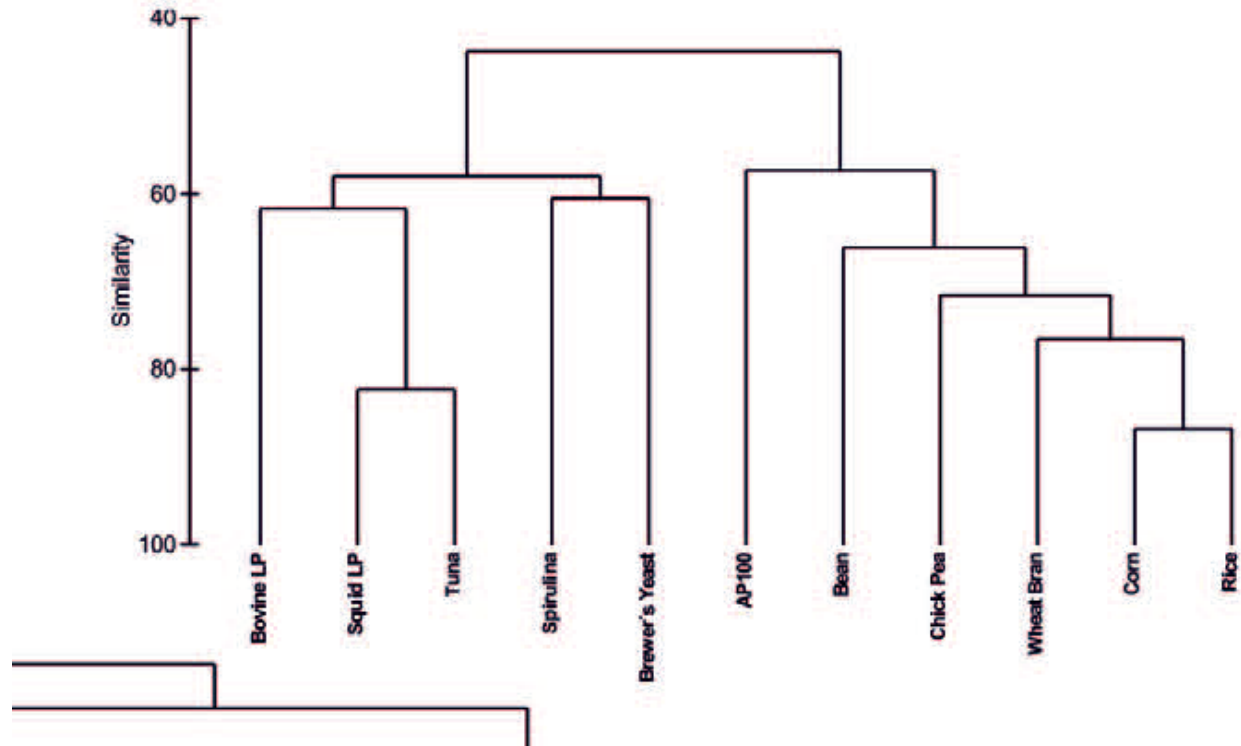 40
60
80
100
Similarity
Bovine LP
Squid LP
Tuna
Spirulina
Brewer's Yeast
AP100
Bean
Chick Pea
Wheat Bran
Corn
Rice